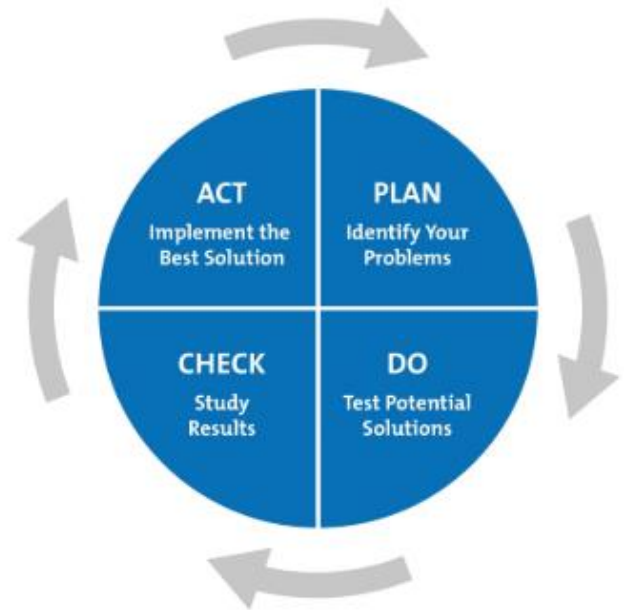 ACT
Implement the
Best Solution
PLAN
Identify Your
Problems
CHECK
Study
Results
DO
Test Potential
Solutions